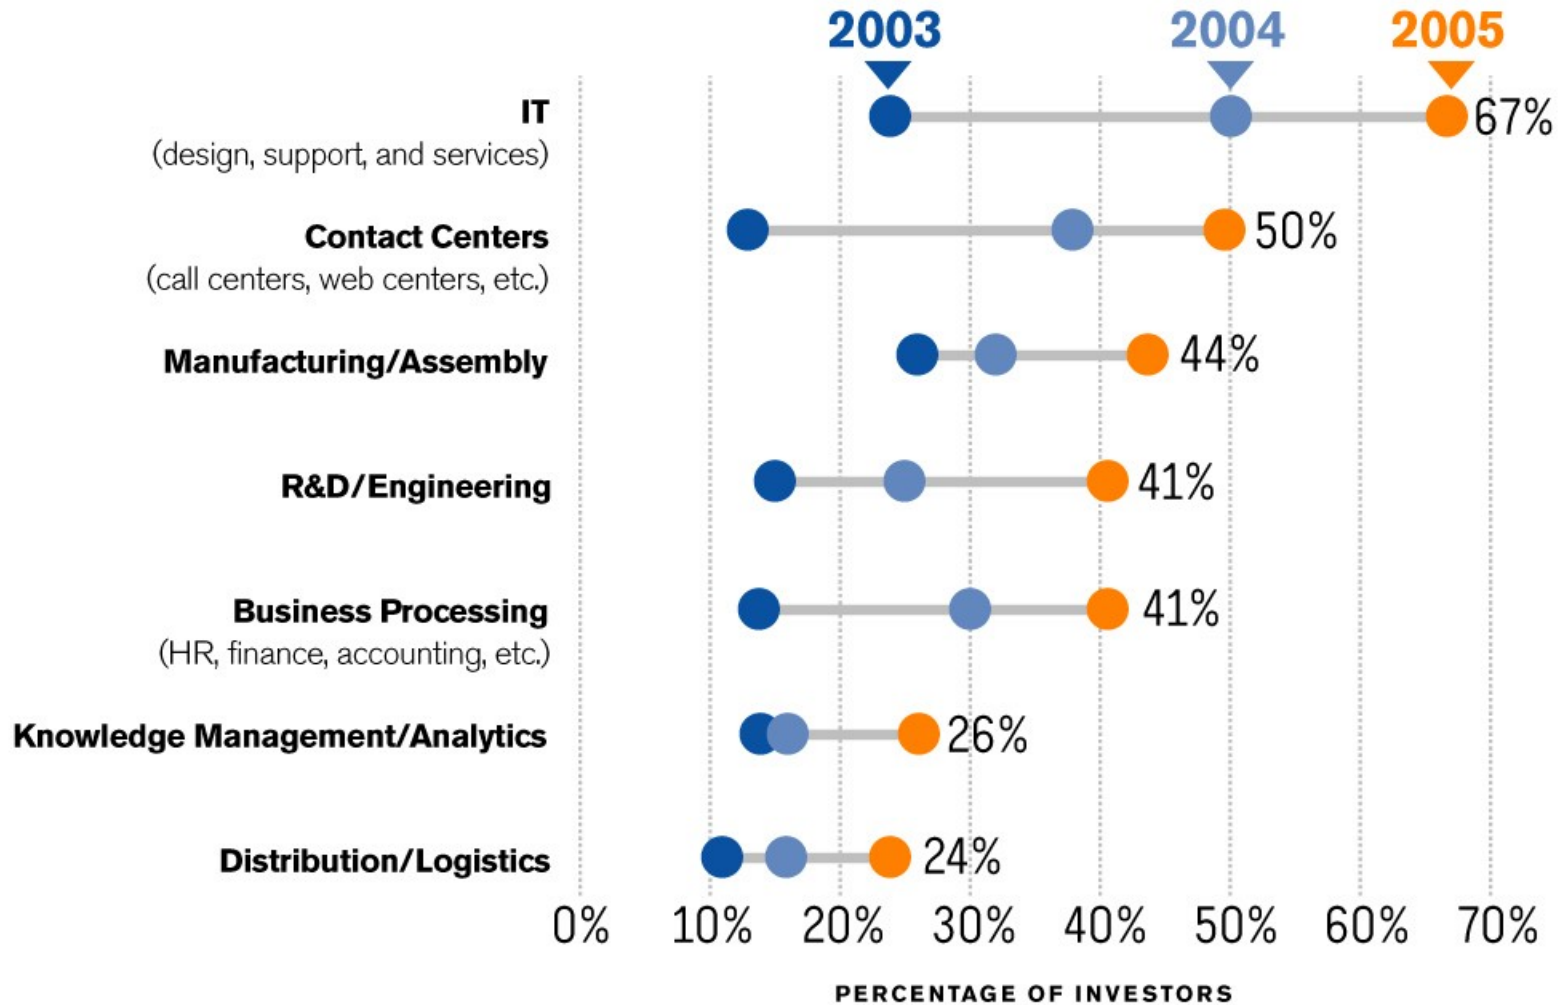 2003 2004 2005
IT
67%
(design, support, and services)
Contact Centers
50%
(call centers, web centers, etc.)
Manufacturing/Assembly
44%
R&D/Engineering
41%
Business Processing
41%
(HR, finance, accounting, etc.)
Knowledge Management/Analytics
26%
Distribution/Logistics
24%
0% 10% 20% 30% 40% 50% 60% 70%
PERCENTAGE OF INVESTORS